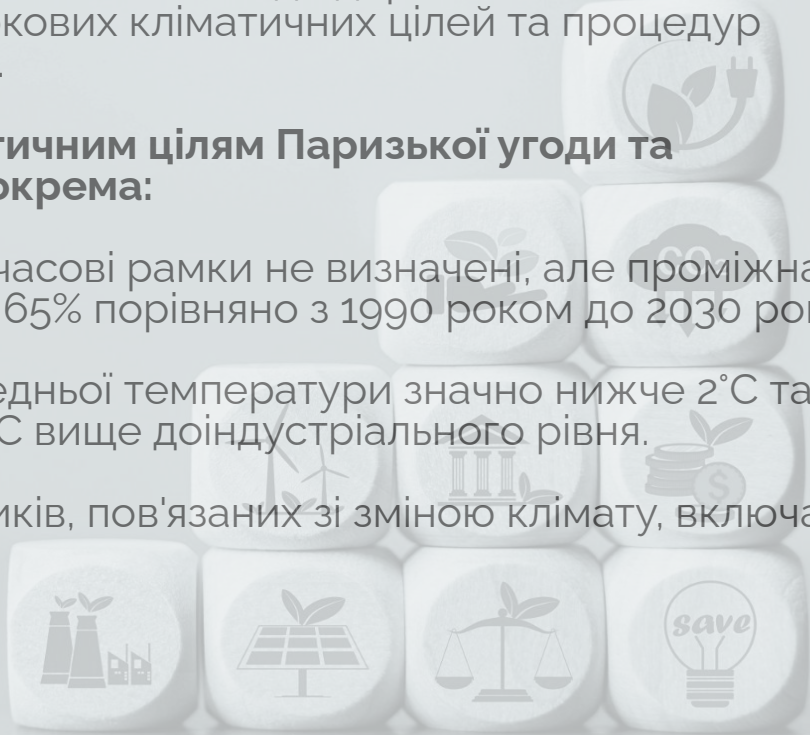 кових кліматичних цілей та процедур
.
тичним цілям Паризької угоди та
окрема:
часові рамки не визначені, але проміжна
65% порівняно з 1990 роком до 2030 ро
едньої температури значно нижче 2°C та
C вище доіндустріального рівня.
иків, пов'язаних зі зміною клімату, включа
CO₂
$
save